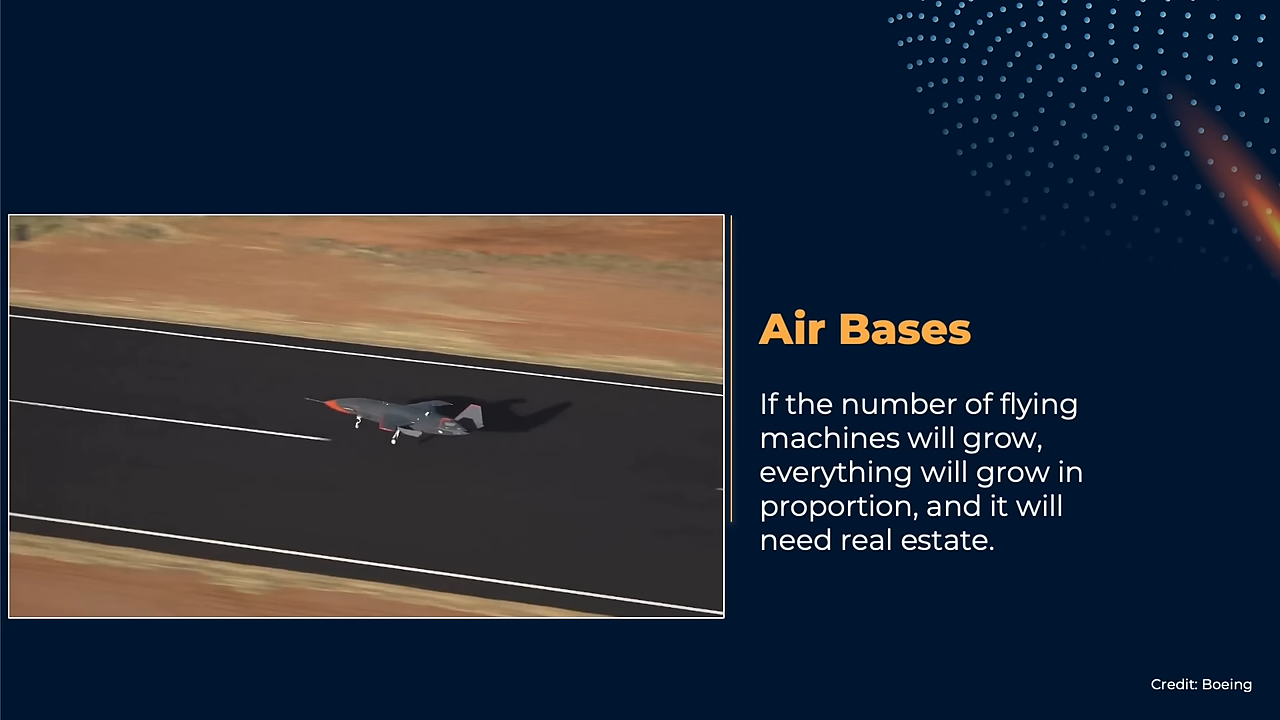 Air Bases
If the number of flying
machines will grow,
everything will grow in
proportion, and it will
need real estate.
Credit: Boeing